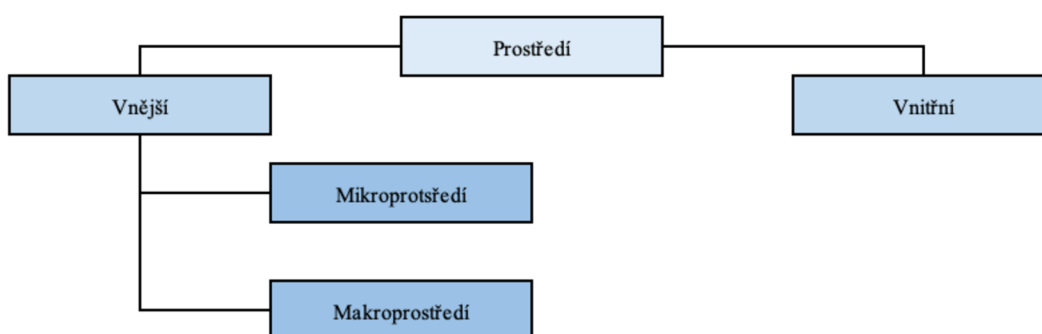 Prostředí
Vnější
Vnitřní
Mikroprotsředí
Makroprostředí